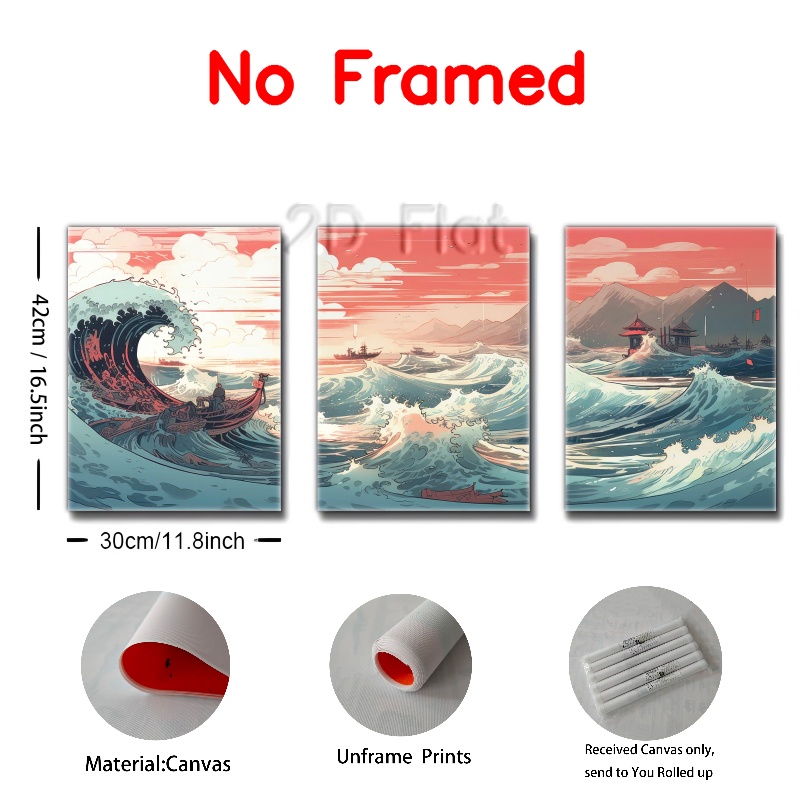 No Framed
2D Flat
42cm / 16.5inch
30cm/11.8inch
Material:Canvas
Unframe Prints
Received Canvas only,
send to You Rolled up